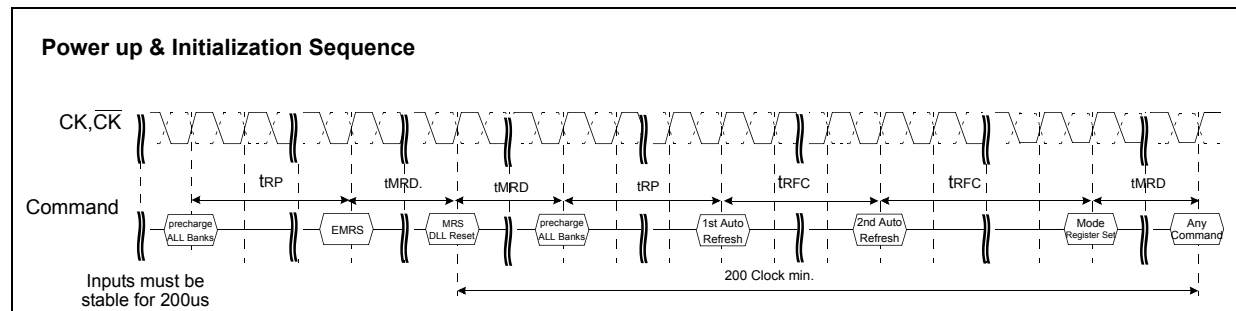 Power up & Initialization Sequence
CK,CK
tRP
tMRD.
tMRD
tRP
tRFC
tRFC
tMRD
Command
precharge
ALL Banks
EMRS
MRS
DLL Reset
precharge
ALL Banks
1st Auto
Refresh
2nd Auto
Refresh
Mode
Register Set
Any
Command
200 Clock min.
Inputs must be
stable for 200us